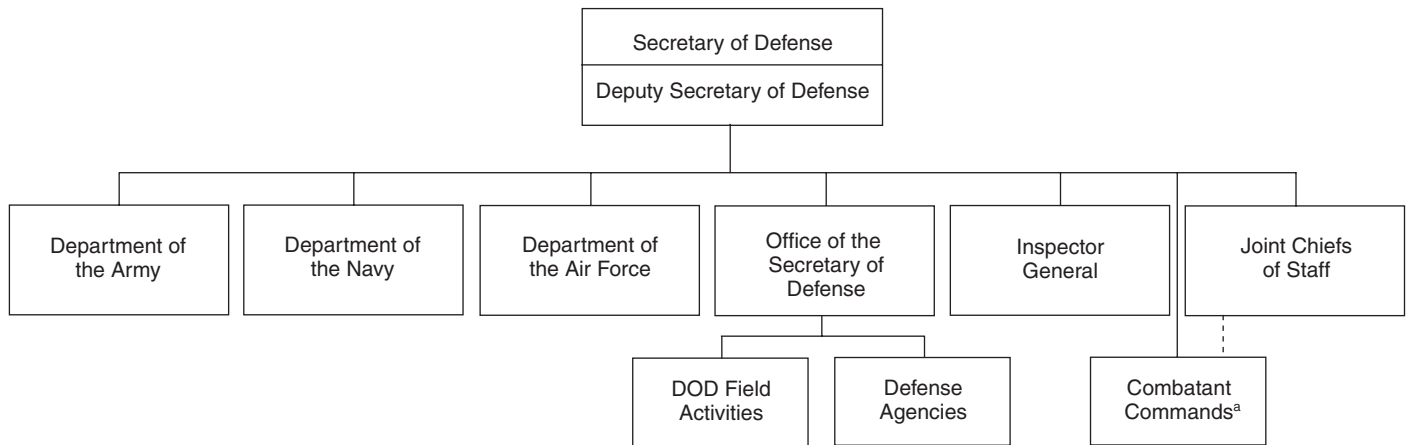 Secretary of Defense
Deputy Secretary of Defense
Department of
the Army
Department of
the Navy
Department of
the Air Force
Office of the
Secretary of
Defense
Inspector
General
Joint Chiefs
of Staff
DOD Field
Activities
Defense
Agencies
Combatant
Commandsᵃ